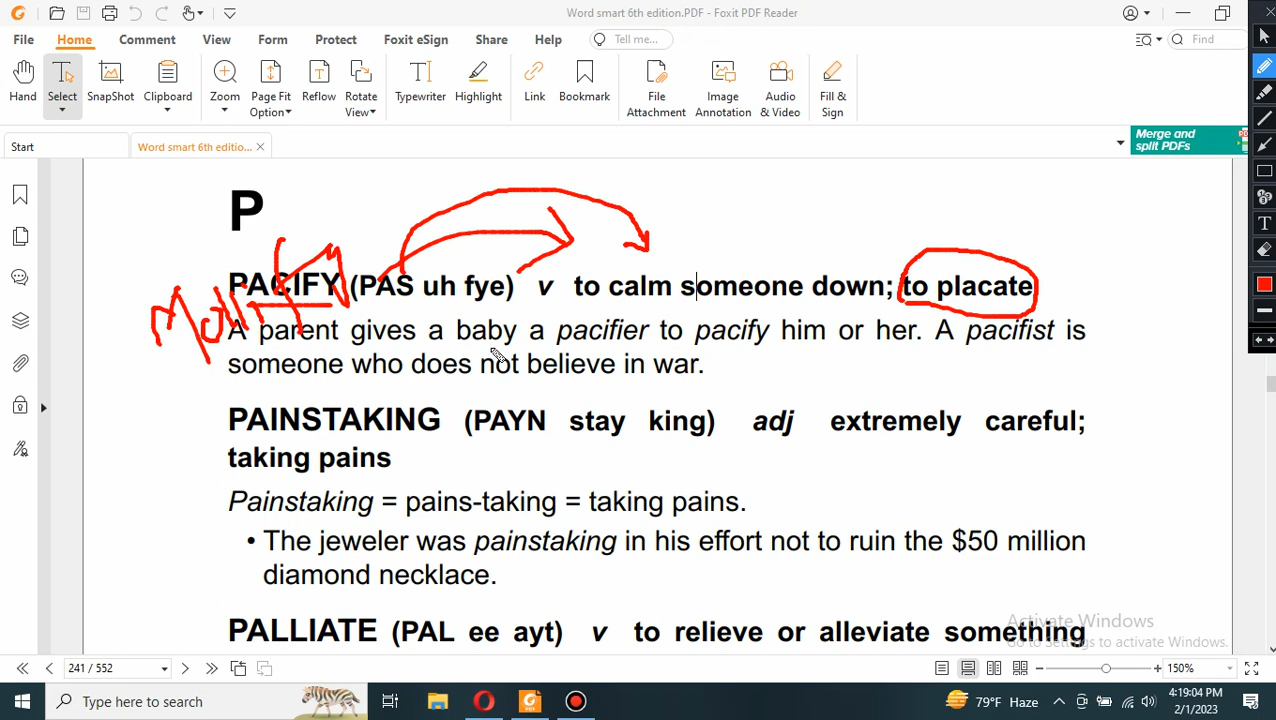 Word smart 6th edition.PDF - Foxit PDF Reader
File Home Comment View Form Protect Foxit eSign Share Help Tell me... Find
Hand Select SnapShot Clipboard Zoom Page Fit Option Reflow Rotate View Typewriter Highlight Link Bookmark File Attachment Image Annotation Audio & Video Fill & Sign
Start Word smart 6th editio... Merge and split PDFs
P
PACIFY (PAS uh fye) v to calm someone down; to placate
Mollify
A parent gives a baby a pacifier to pacify him or her. A pacifist is
someone who does not believe in war.
PAINSTAKING (PAYN stay king) adj extremely careful;
taking pains
Painstaking = pains-taking = taking pains.
• The jeweler was painstaking in his effort not to ruin the $50 million
diamond necklace.
PALLIATE (PAL ee ayt) v to relieve or alleviate something
Activate Windows
Go to Settings to activate Windows.
241 / 552 150%
Type here to search 79°F Haze 4:19:04 PM
2/1/2023